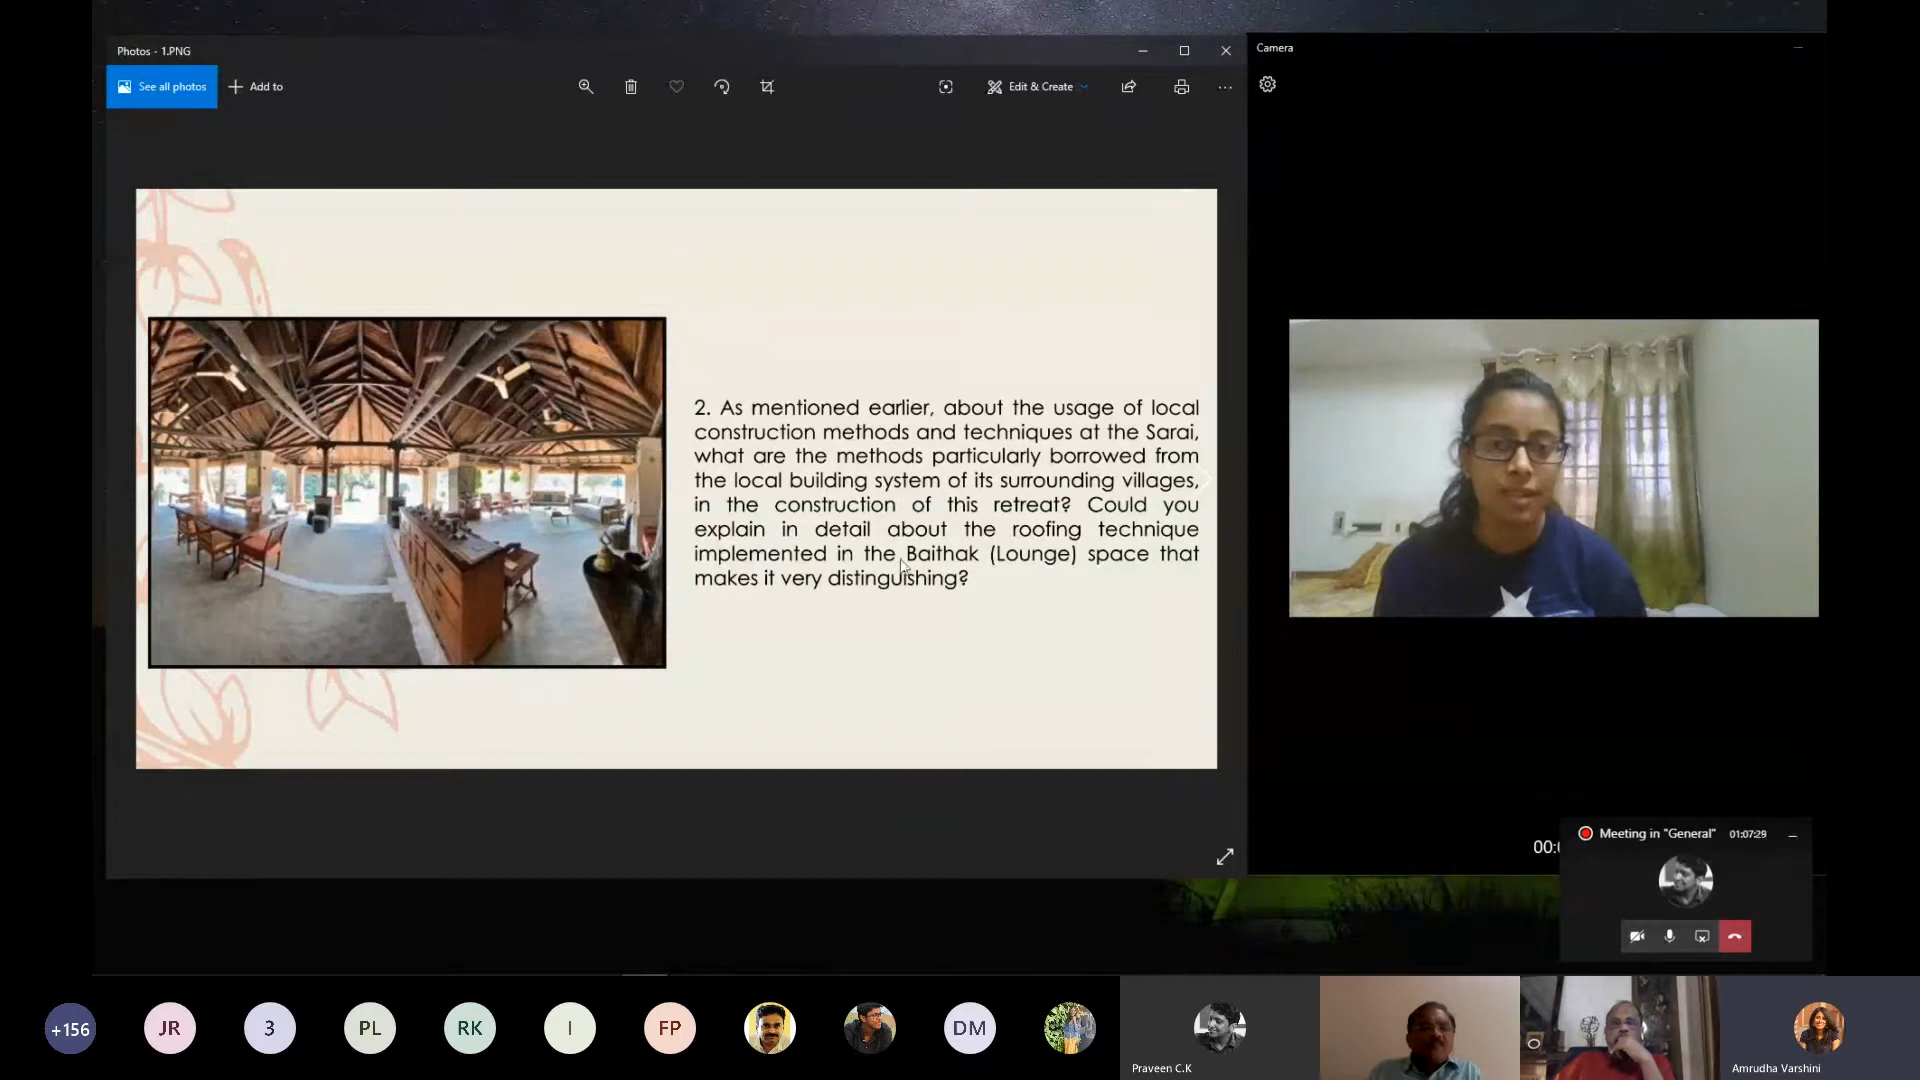 Photos - 1.PNG
Camera
See all photos
Add to
Edit & Create
2. As mentioned earlier, about the usage of local
construction methods and techniques at the Sarai,
what are the methods particularly borrowed from
the local building system of its surrounding villages,
in the construction of this retreat? Could you
explain in detail about the roofing technique
implemented in the Baithak (Lounge) space that
makes it very distinguishing?
Meeting in "General" 01:07:29
+156
JR
3
PL
RK
I
FP
DM
Praveen C.K
Amrudha Varshini